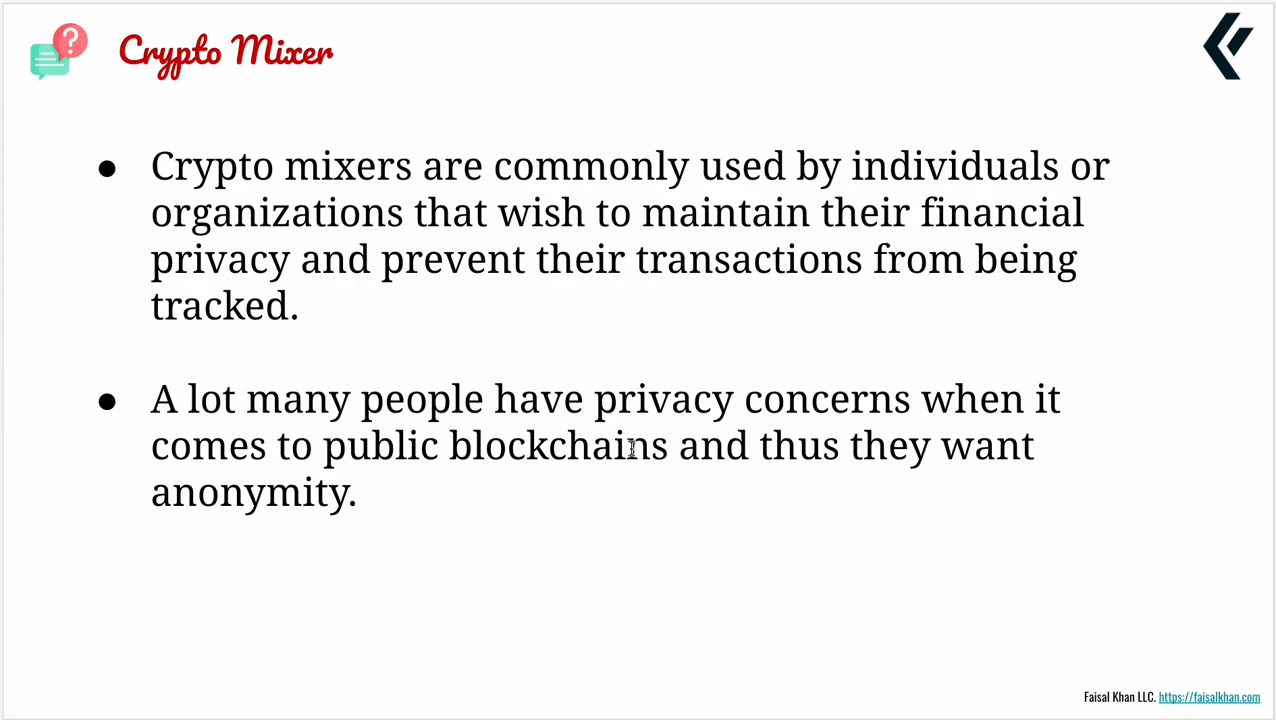 Crypto Mixer
● Crypto mixers are commonly used by individuals or
organizations that wish to maintain their financial
privacy and prevent their transactions from being
tracked.
● A lot many people have privacy concerns when it
comes to public blockchains and thus they want
anonymity.
Faisal Khan LLC. https://faisalkhan.com